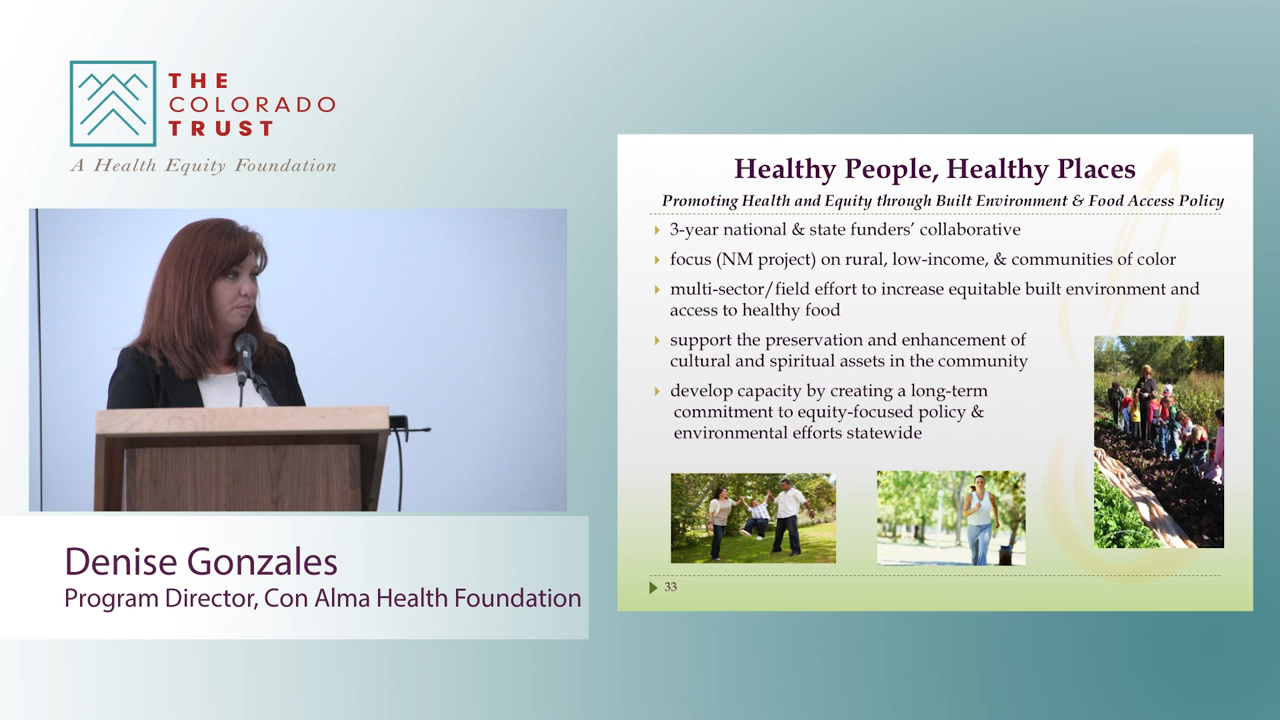 THE
COLORADO
TRUST
A Health Equity Foundation
Denise Gonzales
Program Director, Con Alma Health Foundation
Healthy People, Healthy Places
Promoting Health and Equity through Built Environment & Food Access Policy
3-year national & state funders’ collaborative
focus (NM project) on rural, low-income, & communities of color
multi-sector/field effort to increase equitable built environment and
access to healthy food
support the preservation and enhancement of
cultural and spiritual assets in the community
develop capacity by creating a long-term
commitment to equity-focused policy &
environmental efforts statewide
33